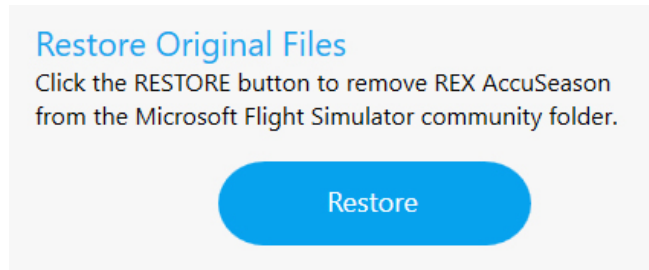 Restore Original Files
Click the RESTORE button to remove REX AccuSeason
from the Microsoft Flight Simulator community folder.
Restore